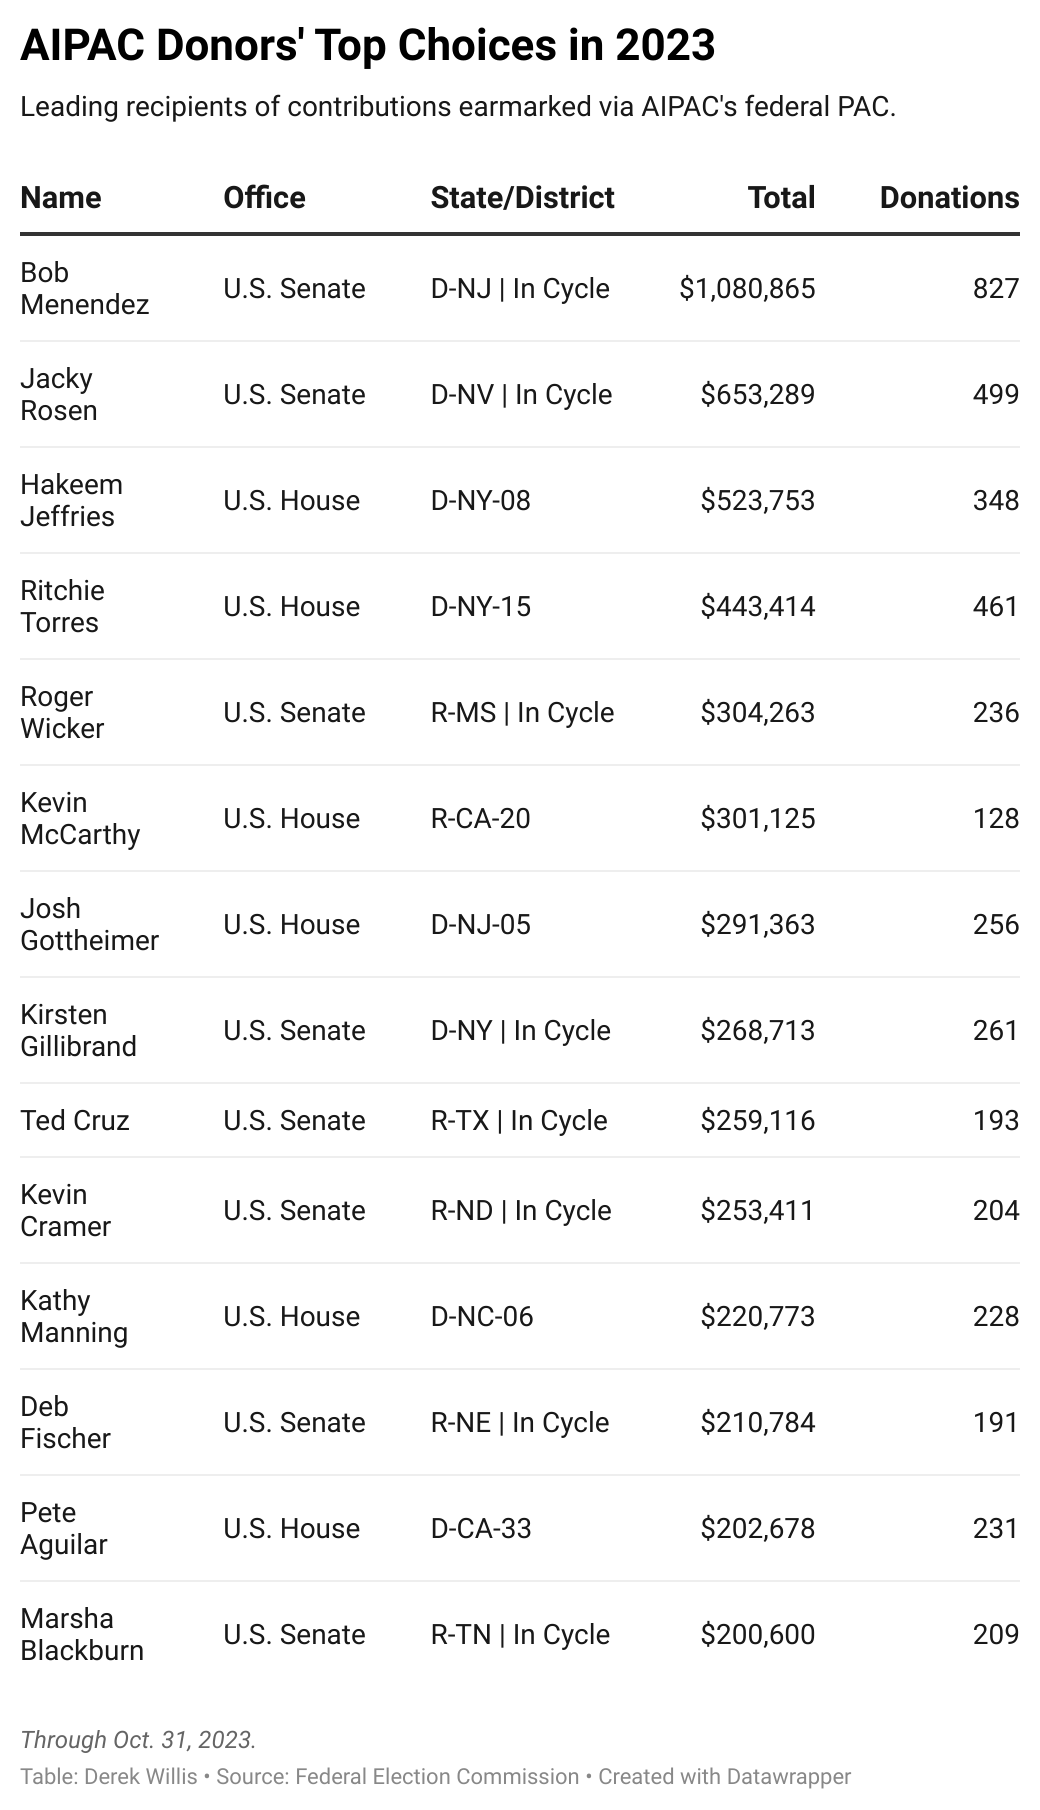 AIPAC Donors' Top Choices in 2023
Leading recipients of contributions earmarked via AIPAC's federal PAC.
Name Office State/District Total Donations
Bob
Menendez U.S. Senate D-NJ | In Cycle $1,080,865 827
Jacky
Rosen U.S. Senate D-NV | In Cycle $653,289 499
Hakeem
Jeffries U.S. House D-NY-08 $523,753 348
Ritchie
Torres U.S. House D-NY-15 $443,414 461
Roger
Wicker U.S. Senate R-MS | In Cycle $304,263 236
Kevin
McCarthy U.S. House R-CA-20 $301,125 128
Josh
Gottheimer U.S. House D-NJ-05 $291,363 256
Kirsten
Gillibrand U.S. Senate D-NY | In Cycle $268,713 261
Ted Cruz U.S. Senate R-TX | In Cycle $259,116 193
Kevin
Cramer U.S. Senate R-ND | In Cycle $253,411 204
Kathy
Manning U.S. House D-NC-06 $220,773 228
Deb
Fischer U.S. Senate R-NE | In Cycle $210,784 191
Pete
Aguilar U.S. House D-CA-33 $202,678 231
Marsha
Blackburn U.S. Senate R-TN | In Cycle $200,600 209
Through Oct. 31, 2023.
Table: Derek Willis • Source: Federal Election Commission • Created with Datawrapper